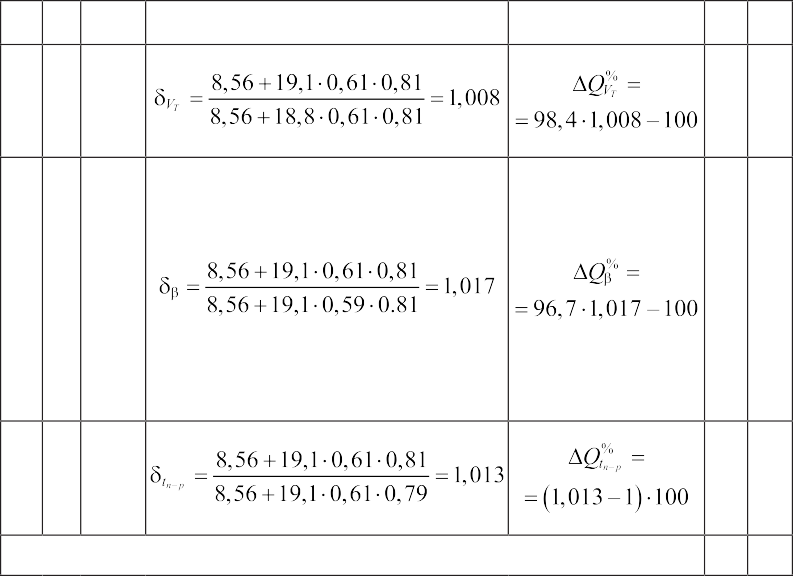 δ_{V_T} = (8,56+19,1·0,61·0,81)/(8,56+18,8·0,61·0,81) = 1,008
ΔQ^{%}_{V_T} =
= 98,4·1,008−100
δ_β = (8,56+19,1·0,61·0,81)/(8,56+19,1·0,59·0.81) = 1,017
ΔQ^{%}_β =
= 96,7·1,017−100
δ_{t_{n−p}} = (8,56+19,1·0,61·0,81)/(8,56+19,1·0,61·0,79) = 1,013
ΔQ^{%}_{t_{n−p}} =
= (1,013−1)·100